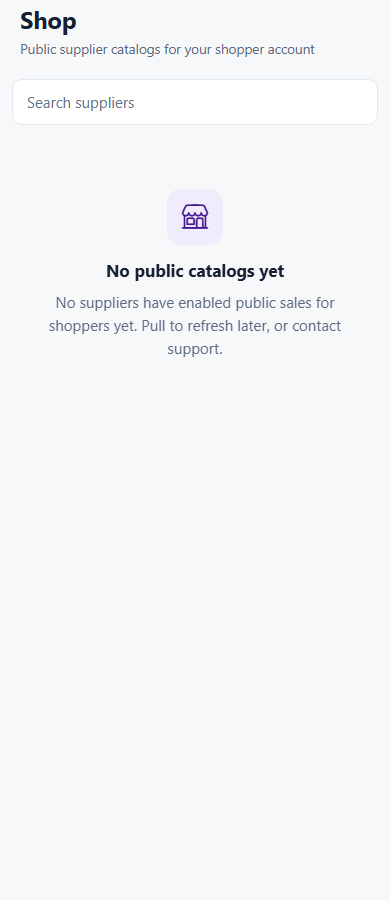 Shop
Public supplier catalogs for your shopper account
Search suppliers
No public catalogs yet
No suppliers have enabled public sales for
shoppers yet. Pull to refresh later, or contact
support.